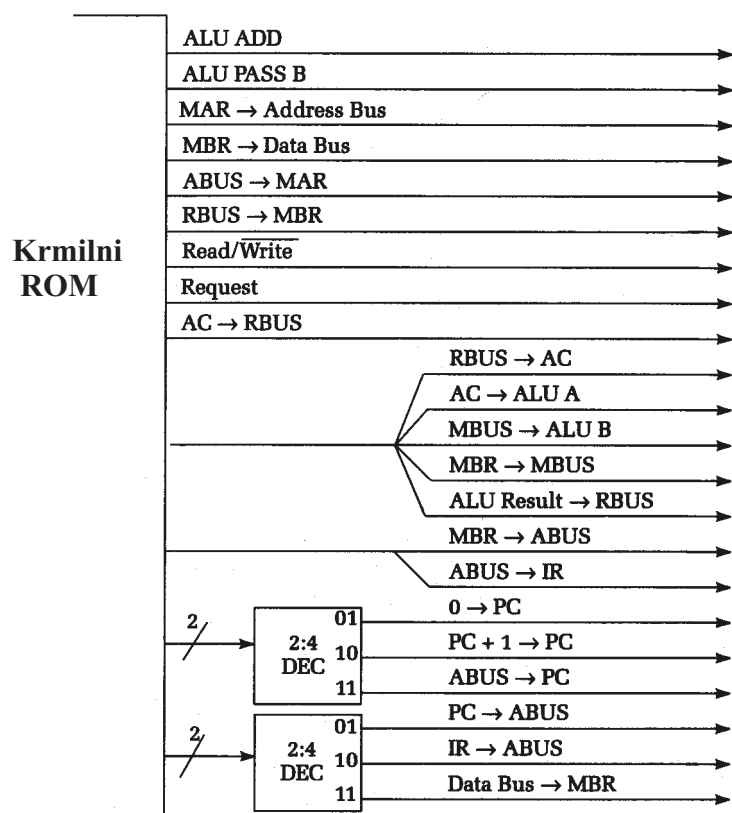 ALU ADD
ALU PASS B
MAR → Address Bus
MBR → Data Bus
ABUS → MAR
RBUS → MBR
Krmilni
ROM
Read/Write
Request
AC → RBUS
RBUS → AC
AC → ALU A
MBUS → ALU B
MBR → MBUS
ALU Result → RBUS
MBR → ABUS
ABUS → IR
0 → PC
2
2:4
DEC
01
10
11
PC + 1 → PC
ABUS → PC
PC → ABUS
2
2:4
DEC
01
10
11
IR → ABUS
Data Bus → MBR